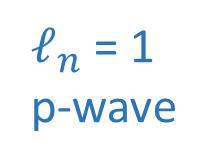 ℓₙ = 1
p-wave